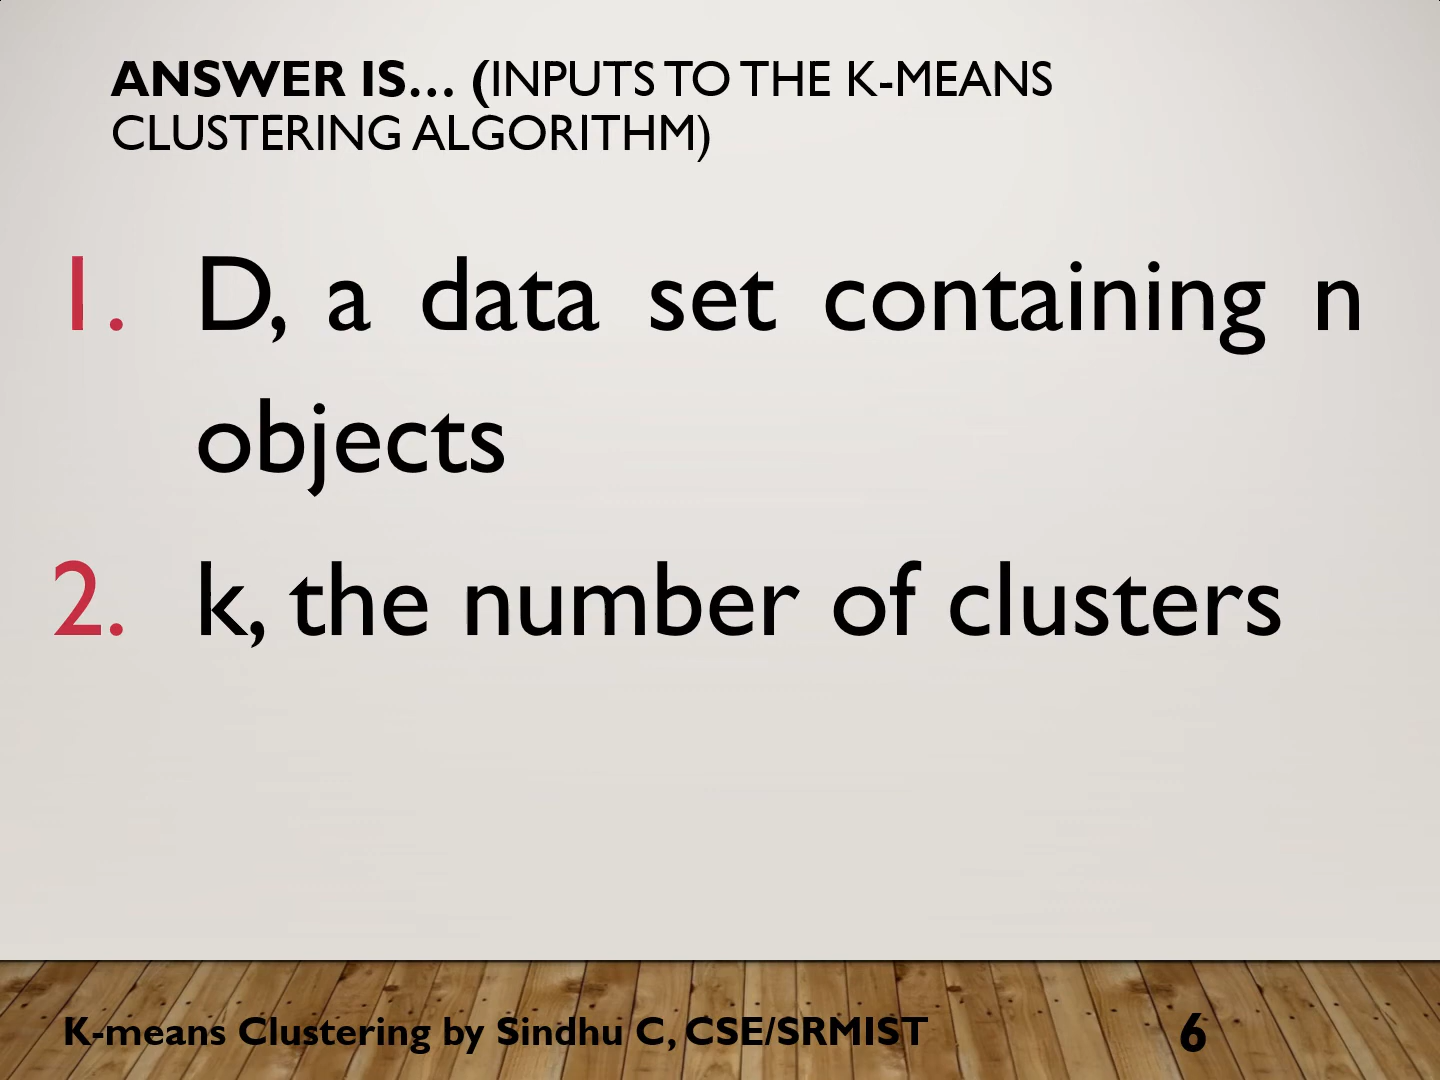 ANSWER IS… (INPUTS TO THE K-MEANS
CLUSTERING ALGORITHM)
1. D, a data set containing n
objects
2. k, the number of clusters
K-means Clustering by Sindhu C, CSE/SRMIST 6